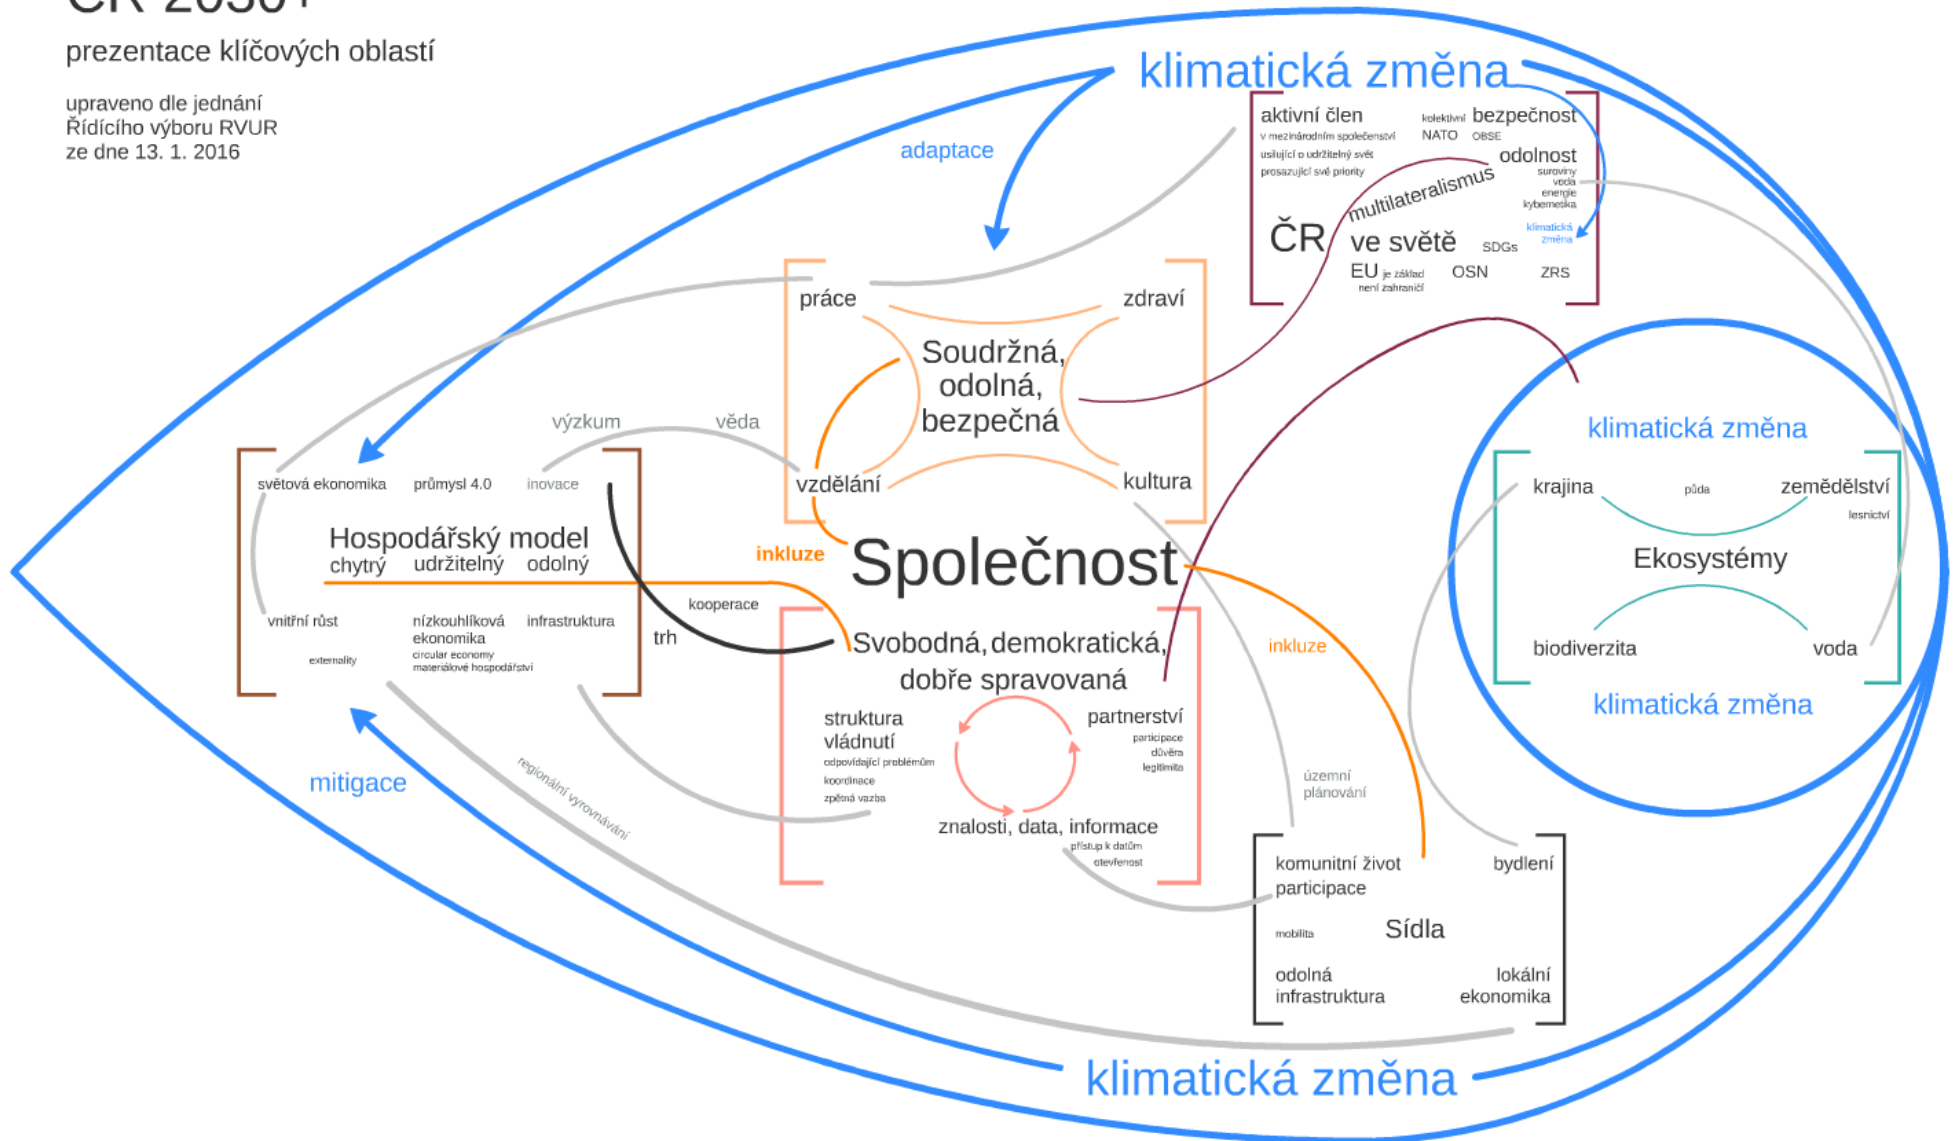 ČR 2030+
prezentace klíčových oblastí
upraveno dle jednání
Řídícího výboru RVUR
ze dne 13. 1. 2016
klimatická změna
adaptace
aktivní člen
v mezinárodním společenství
usilující o udržitelný svět
prosazující své priority
kolektivní bezpečnost
NATO OBSE
odolnost
suroviny
voda
energie
kybernetika
klimatická
změna
multilateralismus
ČR ve světě
SDGs
EU je základ
není zahraničí
OSN
ZRS
práce
zdraví
Soudržná,
odolná,
bezpečná
vzdělání
kultura
výzkum
věda
světová ekonomika
průmysl 4.0
inovace
Hospodářský model
chytrý udržitelný odolný
vnitřní růst
externality
nízkouhlíková
ekonomika
circular economy
materiálové hospodářství
infrastruktura
inkluze
Společnost
kooperace
trh
Svobodná, demokratická,
dobře spravovaná
struktura
vládnutí
odpovídající problémům
koordinace
zpětná vazba
partnerství
participace
důvěra
legitimita
znalosti, data, informace
přístup k datům
otevřenost
inkluze
územní
plánování
klimatická změna
krajina
půda
zemědělství
lesnictví
Ekosystémy
biodiverzita
voda
klimatická změna
mitigace
regionální vyrovnávání
komunitní život
participace
bydlení
mobilita
Sídla
odolná
infrastruktura
lokální
ekonomika
klimatická změna